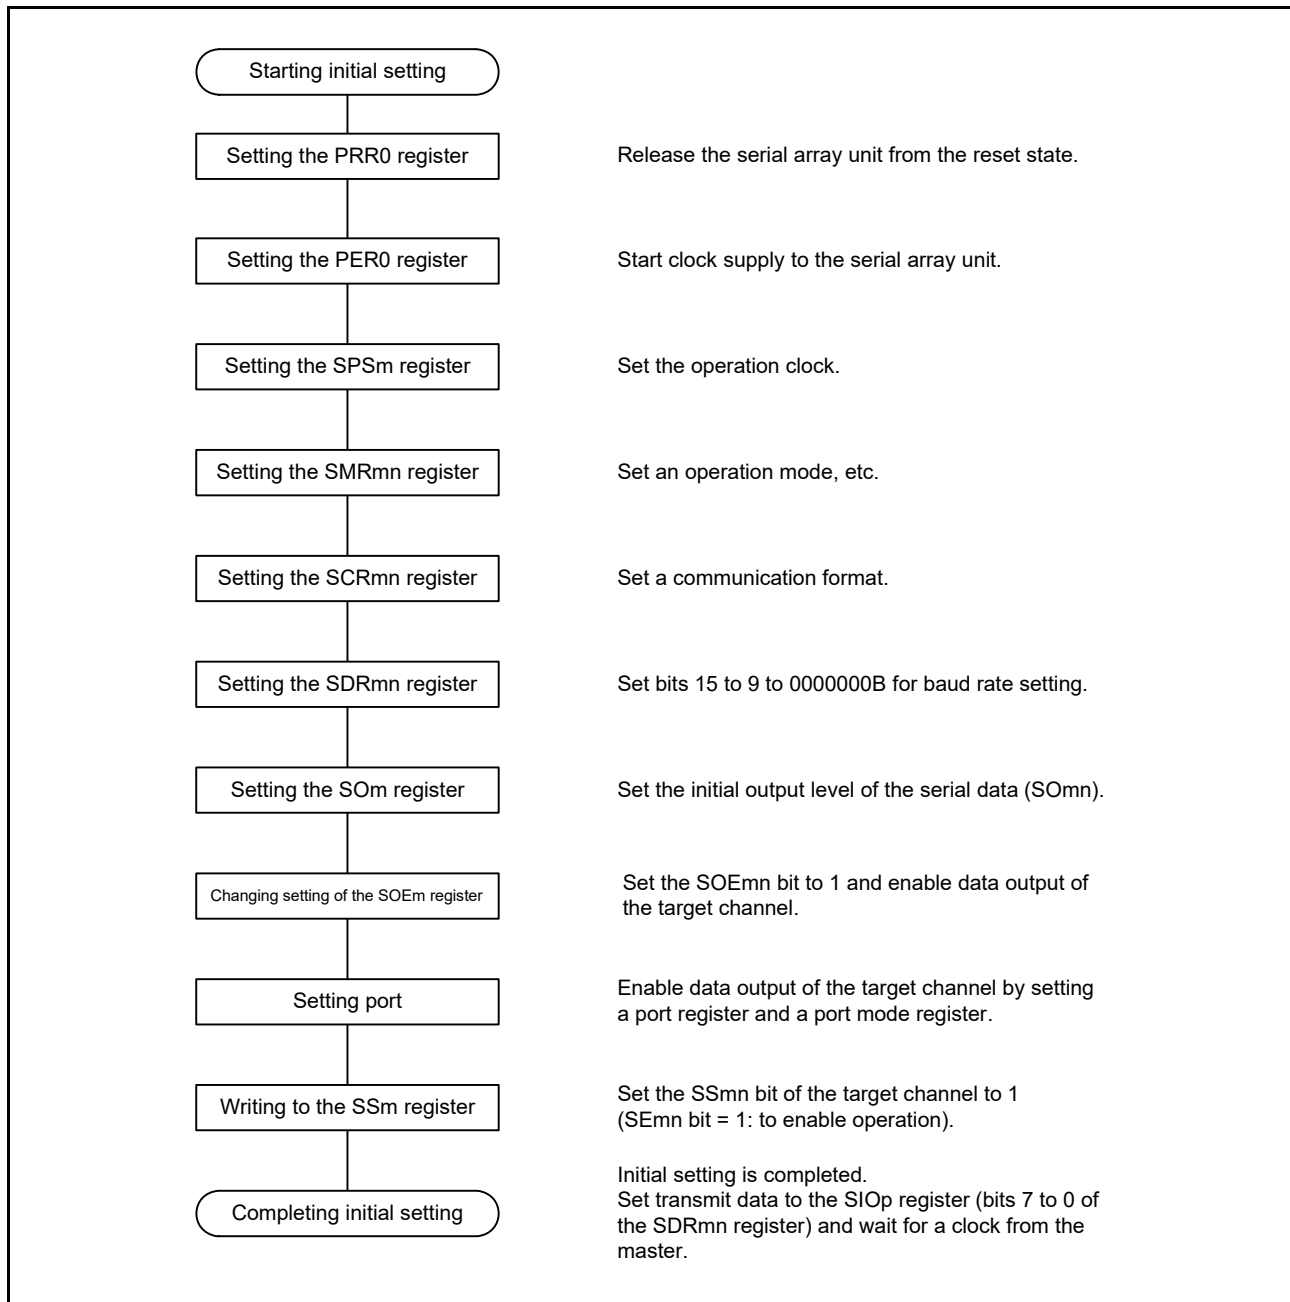 Starting initial setting
Setting the PRR0 register
Release the serial array unit from the reset state.
Setting the PER0 register
Start clock supply to the serial array unit.
Setting the SPSm register
Set the operation clock.
Setting the SMRmn register
Set an operation mode, etc.
Setting the SCRmn register
Set a communication format.
Setting the SDRmn register
Set bits 15 to 9 to 0000000B for baud rate setting.
Setting the SOm register
Set the initial output level of the serial data (SOmn).
Changing setting of the SOEm register
Set the SOEmn bit to 1 and enable data output of
the target channel.
Setting port
Enable data output of the target channel by setting
a port register and a port mode register.
Writing to the SSm register
Set the SSmn bit of the target channel to 1
(SEmn bit = 1: to enable operation).
Completing initial setting
Initial setting is completed.
Set transmit data to the SIOp register (bits 7 to 0 of
the SDRmn register) and wait for a clock from the
master.